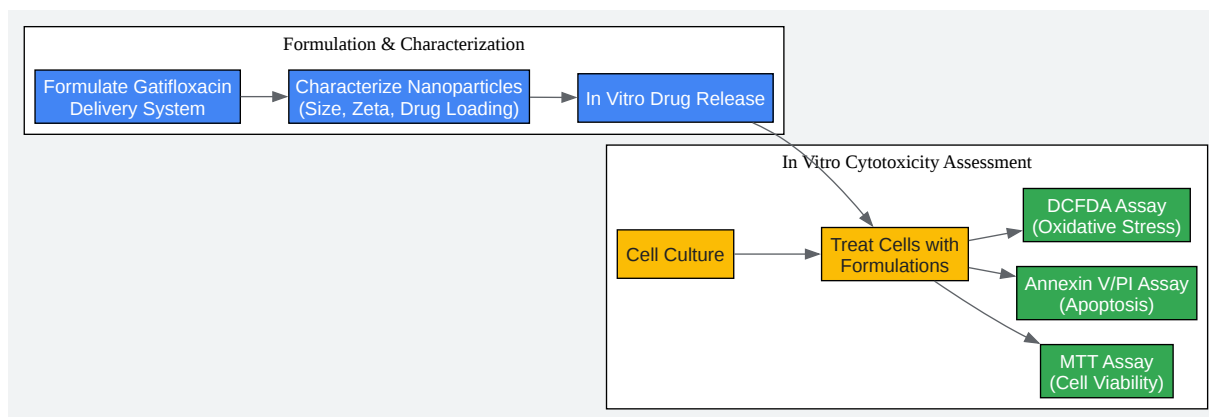 Formulation & Characterization
Formulate Gatifloxacin
Delivery System
Characterize Nanoparticles
(Size, Zeta, Drug Loading)
In Vitro Drug Release
In Vitro Cytotoxicity Assessment
Cell Culture
Treat Cells with
Formulations
DCFDA Assay
(Oxidative Stress)
Annexin V/PI Assay
(Apoptosis)
MTT Assay
(Cell Viability)